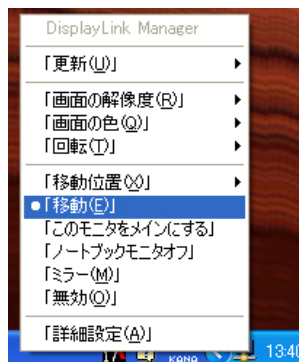 DisplayLink Manager
「更新(U)」
「画面の解像度(R)」
「画面の色(Q)」
「回転(T)」
「移動位置(X)」
「移動(E)」
「このモニタをメインにする」
「ノートブックモニタオフ」
「ミラー(M)」
「無効(O)」
「詳細設定(A)」
KANA
13:40